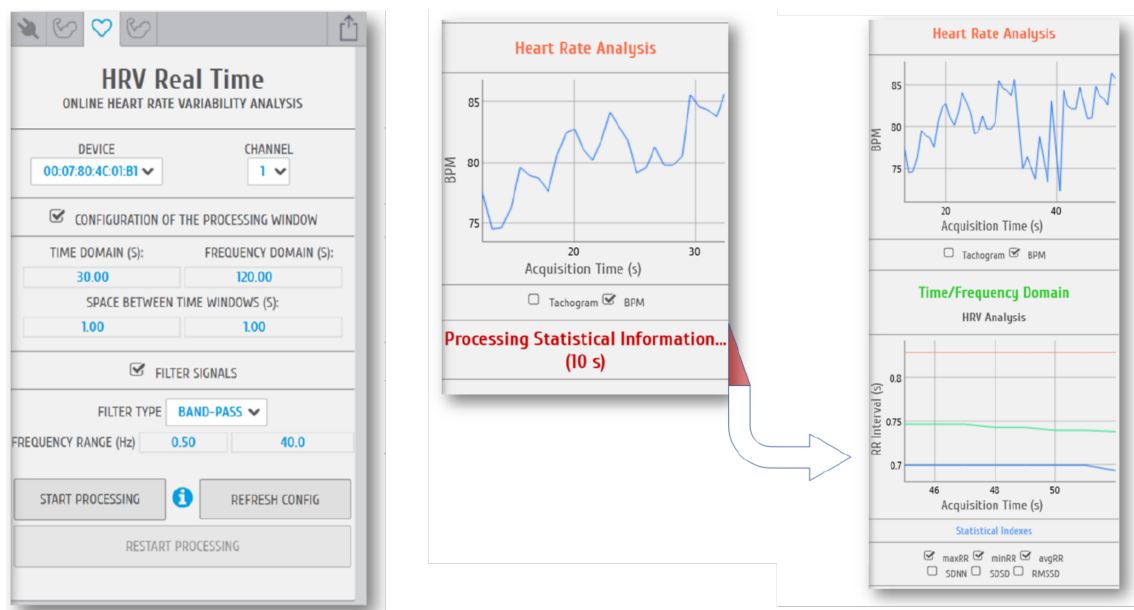 HRV Real Time
ONLINE HEART RATE VARIABILITY ANALYSIS
DEVICE CHANNEL
00:07:80:4C:01:B1 1
CONFIGURATION OF THE PROCESSING WINDOW
TIME DOMAIN (S): FREQUENCY DOMAIN (S):
30.00 120.00
SPACE BETWEEN TIME WINDOWS (S):
1.00 1.00
FILTER SIGNALS
FILTER TYPE BAND-PASS
FREQUENCY RANGE (Hz) 0.50 40.0
START PROCESSING REFRESH CONFIG
RESTART PROCESSING
Heart Rate Analysis
85
80
75
BPM
20 30
Acquisition Time (s)
Tachogram BPM
Processing Statistical Information...
(10 s)
Heart Rate Analysis
85
80
75
BPM
20 40
Acquisition Time (s)
Tachogram BPM
Time/Frequency Domain
HRV Analysis
0.8
0.75
0.7
RR Interval (s)
46 48 50
Acquisition Time (s)
Statistical Indexes
maxRR minRR avgRR
SDNN SDSD RMSSD